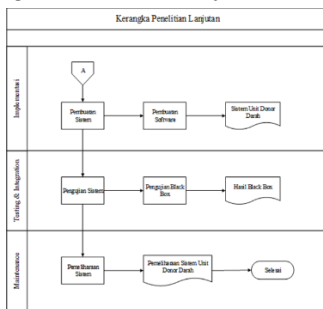 Kerangka Penelitian Lanjutan
Implementasi
A
Pembuatan
Sistem
Pembuatan
Software
Sistem Unit Donor
Darah
Testing & Integration
Pengujian Sistem
Pengujian Black
Box
Hasil Black Box
Maintenance
Pemeliharaan
Sistem
Pemeliharaan Sistem Unit
Donor Darah
Selesai